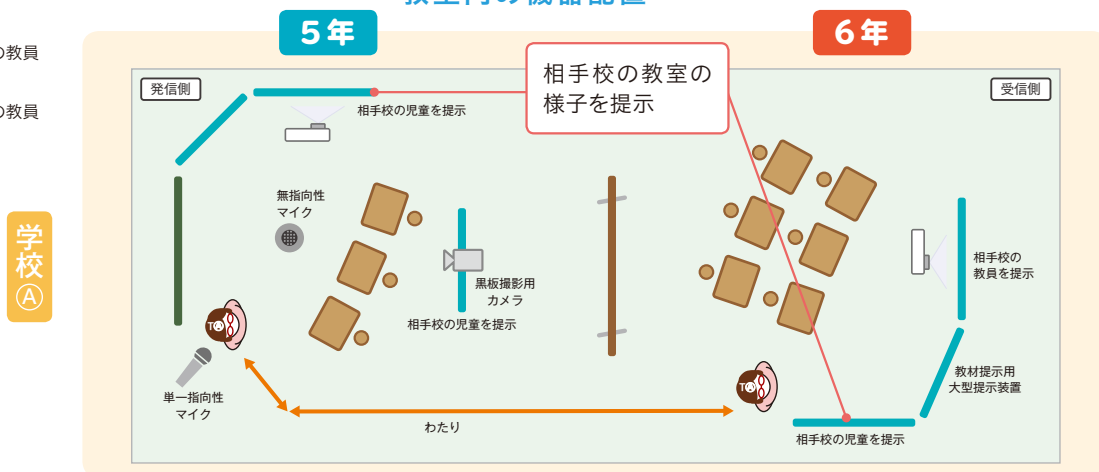 の教員
の教員
5年
6年
相手校の教室の
様子を提示
発信側
受信側
相手校の児童を提示
無指向性
マイク
黒板撮影用
カメラ
相手校の児童を提示
相手校の
教員を提示
学校Ⓐ
単一指向性
マイク
わたり
教材提示用
大型提示装置
相手校の児童を提示